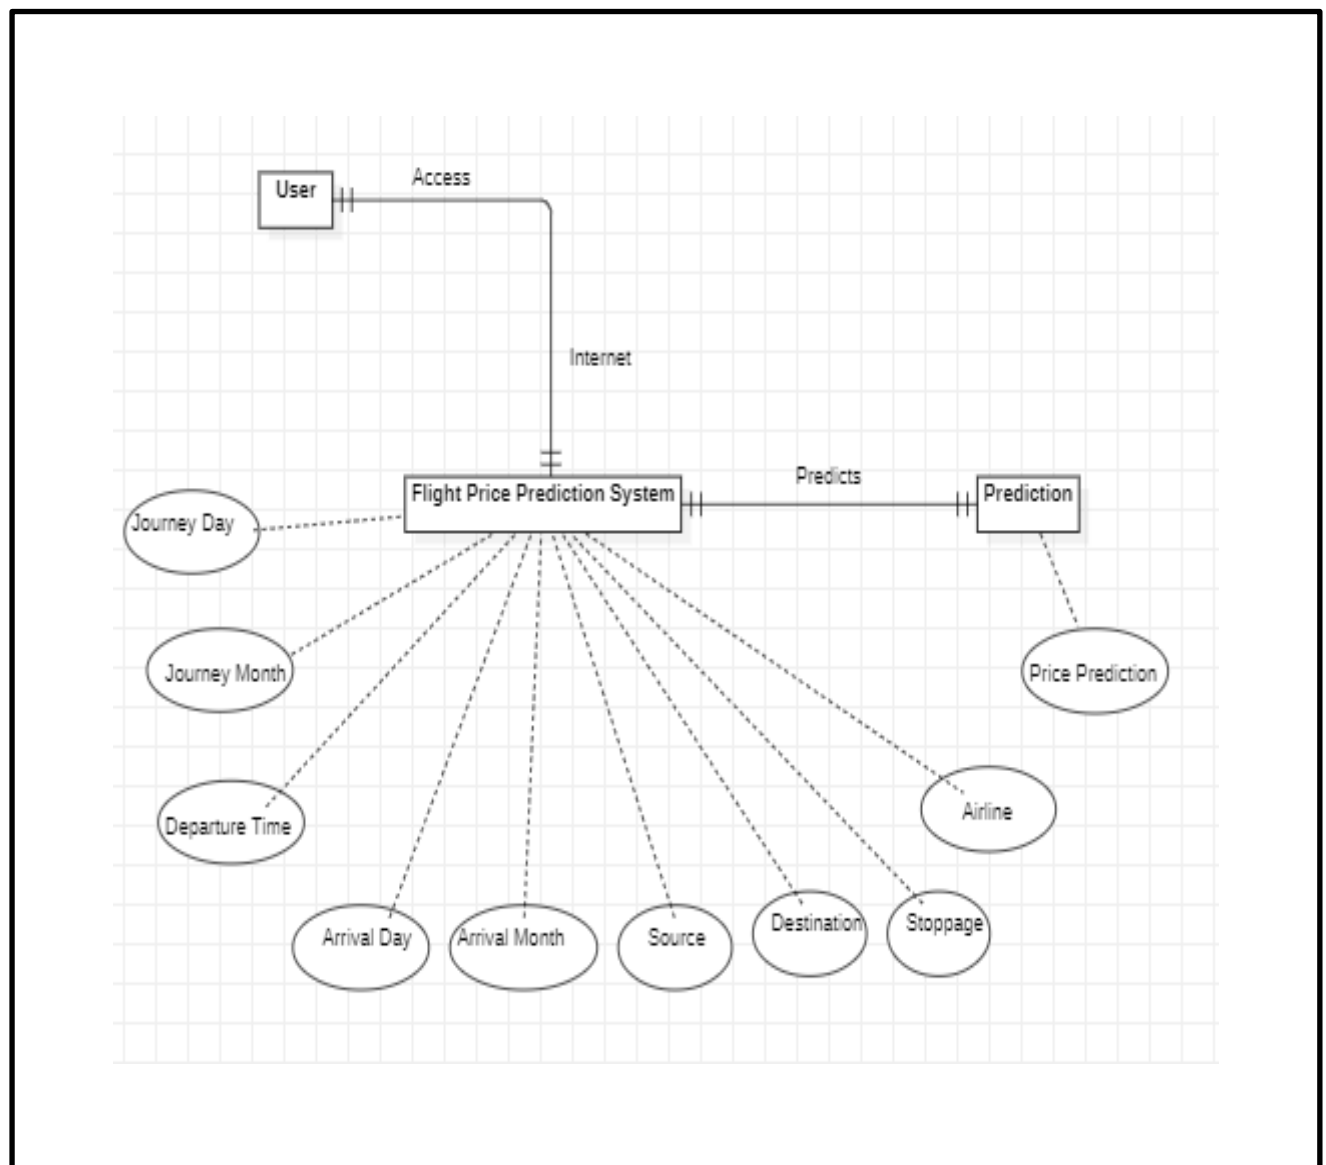 Access
User
Internet
Predicts
Flight Price Prediction System
Prediction
Journey Day
Journey Month
Price Prediction
Departure Time
Airline
Arrival Day
Arrival Month
Source
Destination
Stoppage